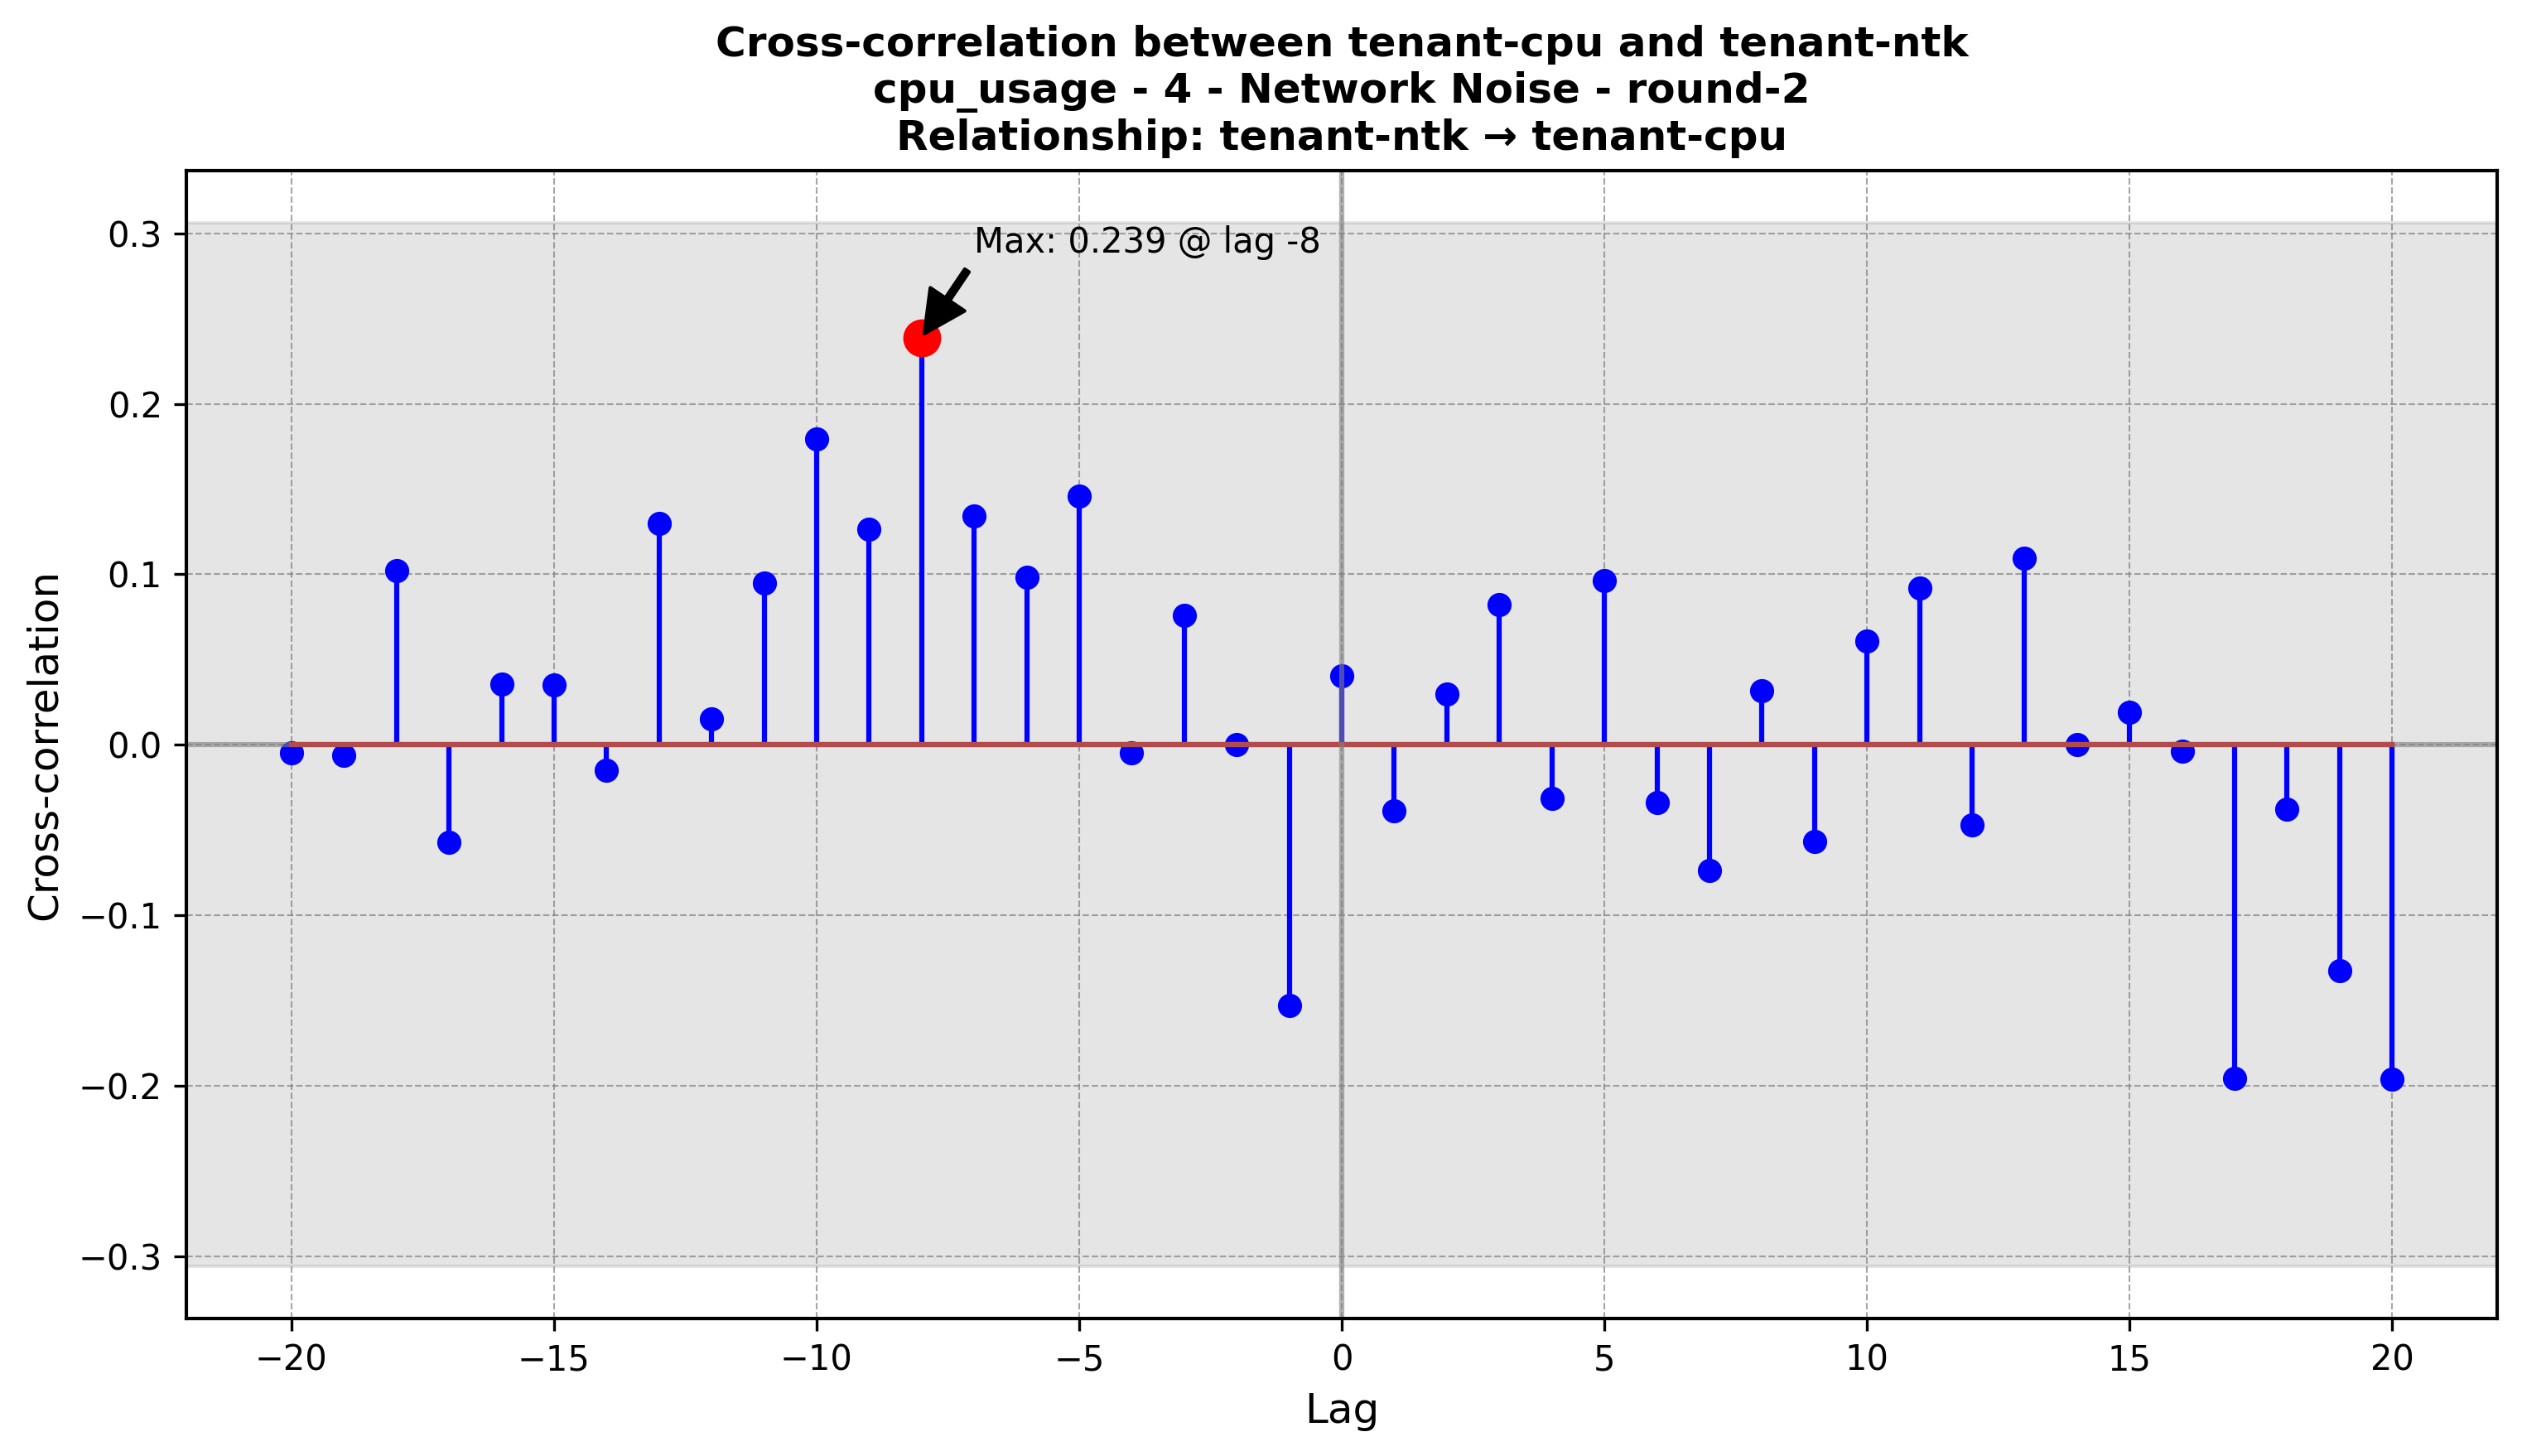 Cross-correlation between tenant-cpu and tenant-ntk
cpu_usage - 4 - Network Noise - round-2
Relationship: tenant-ntk → tenant-cpu
Max: 0.239 @ lag -8
0.3
0.2
0.1
0.0
−0.1
−0.2
−0.3
Cross-correlation
−20
−15
−10
−5
0
5
10
15
20
Lag